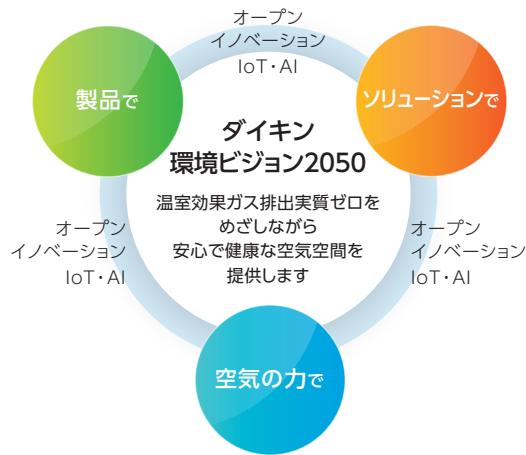 オープン
イノベーション
IoT・AI
製品で
ソリューションで
ダイキン
環境ビジョン2050
温室効果ガス排出実質ゼロを
めざしながら
安心で健康な空気空間を
提供します
オープン
イノベーション
IoT・AI
オープン
イノベーション
IoT・AI
空気の力で